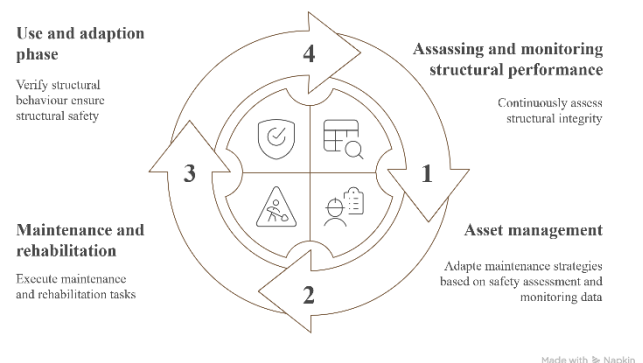 Use and adaption
phase
Verify structural
behaviour ensure
structural safety
4
Assassing and monitoring
structural performance
Continuously assess
structural integrity
3
1
Maintenance and
rehabilitation
Execute maintenance
and rehabilitation tasks
2
Asset management
Adapte maintenance strategies
based on safety assessment and
monitoring data
Made with Napkin